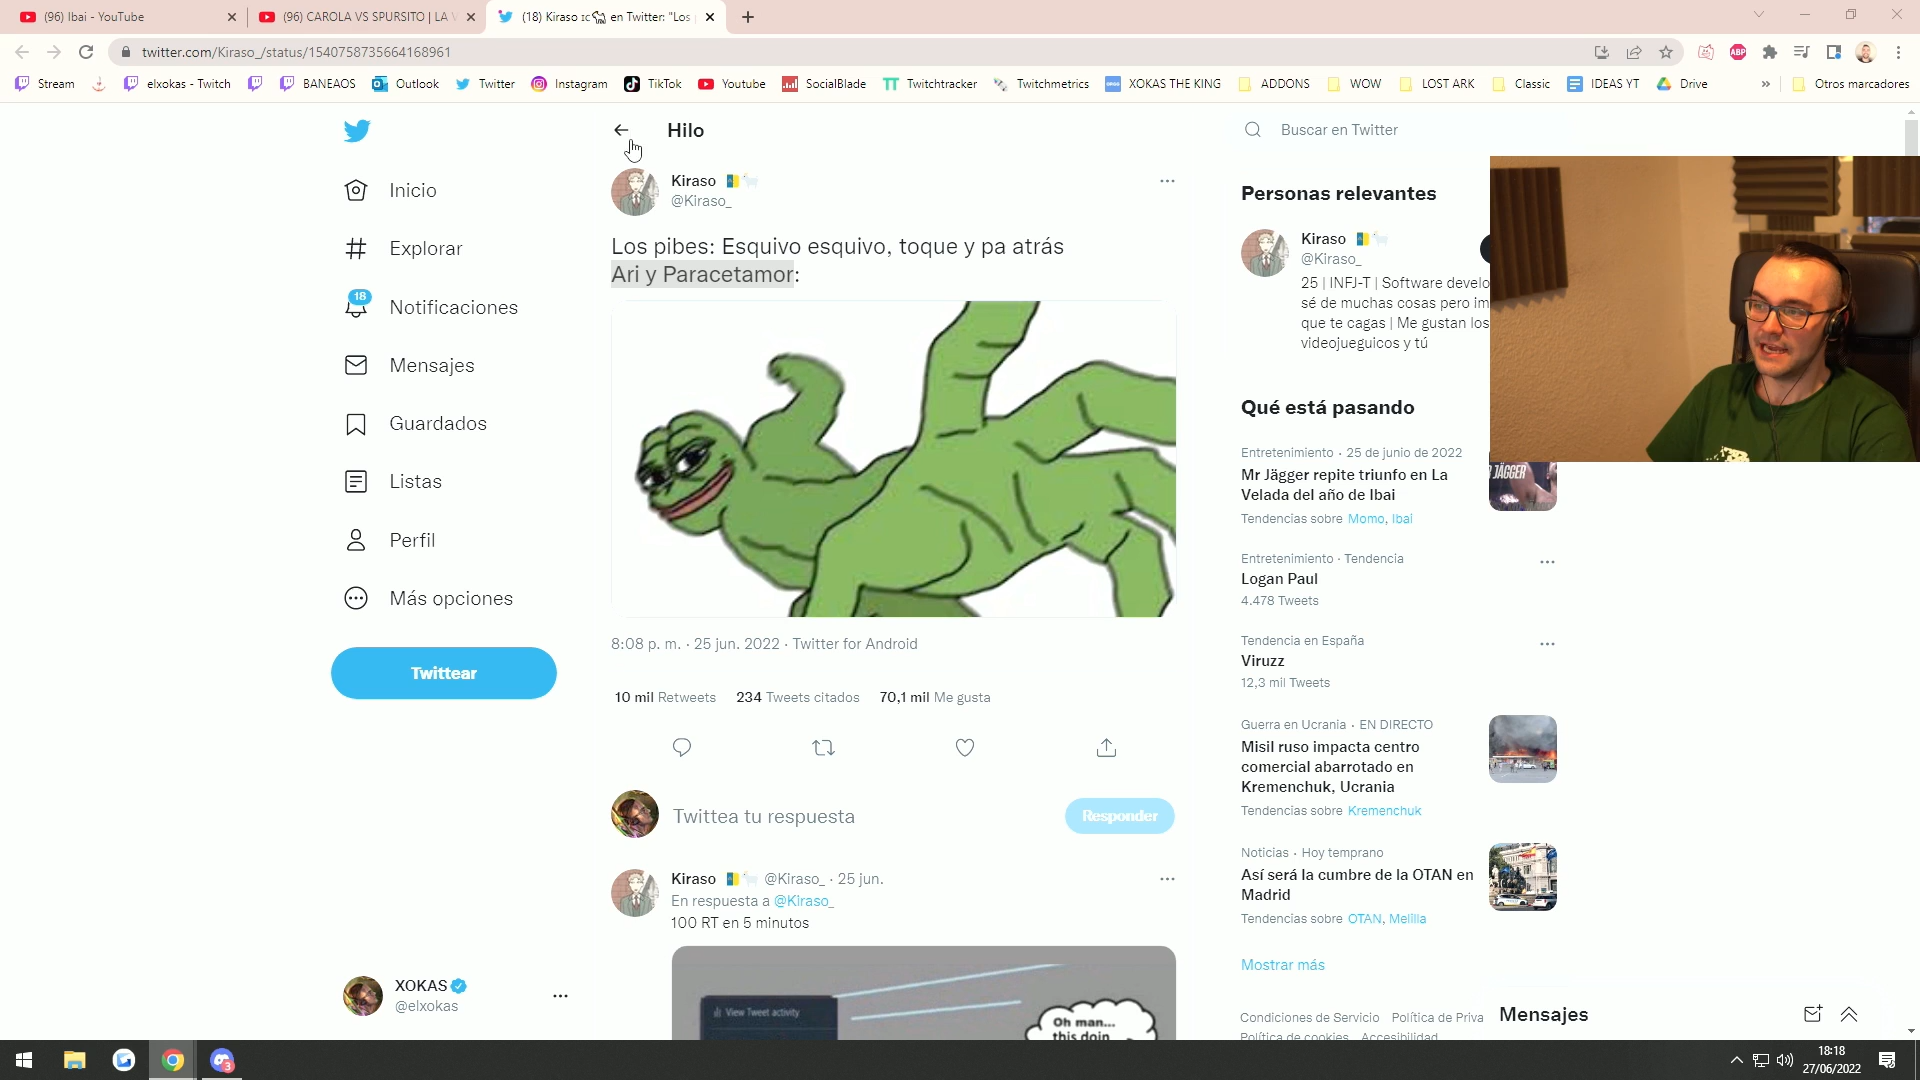 (96) Ibai - YouTube
(96) CAROLA VS SPURSITO | LA V
(18) Kiraso en Twitter: "Los p
twitter.com/Kiraso_/status/1540758735664168961
Stream
elxokas - Twitch
BANEAOS
Outlook
Twitter
Instagram
TikTok
Youtube
SocialBlade
Twitchtracker
Twitchmetrics
XOKAS THE KING
ADDONS
WOW
LOST ARK
Classic
IDEAS YT
Drive
»
Otros marcadores
Inicio
Explorar
18
Notificaciones
Mensajes
Guardados
Listas
Perfil
Más opciones
Twittear
XOKAS
@elxokas
Hilo
Kiraso
@Kiraso_
Los pibes: Esquivo esquivo, toque y pa atrás
Ari y Paracetamor:
8:08 p. m. · 25 jun. 2022 · Twitter for Android
10 mil Retweets 234 Tweets citados 70,1 mil Me gusta
Twittea tu respuesta
Responder
Kiraso @Kiraso_ · 25 jun.
En respuesta a @Kiraso_
100 RT en 5 minutos
View Tweet activity
Oh man...
this doin
Buscar en Twitter
Personas relevantes
Kiraso
@Kiraso_
25 | INFJ-T | Software develo
sé de muchas cosas pero im
que te cagas | Me gustan los
videojueguicos y tú
Qué está pasando
Entretenimiento · 25 de junio de 2022
Mr Jägger repite triunfo en La
Velada del año de Ibai
Tendencias sobre Momo, Ibai
JÄGGER
Entretenimiento · Tendencia
Logan Paul
4.478 Tweets
Tendencia en España
Viruzz
12,3 mil Tweets
Guerra en Ucrania · EN DIRECTO
Misil ruso impacta centro
comercial abarrotado en
Kremenchuk, Ucrania
Tendencias sobre Kremenchuk
Noticias · Hoy temprano
Así será la cumbre de la OTAN en
Madrid
Tendencias sobre OTAN, Melilla
Mostrar más
Condiciones de Servicio Política de Priva
Política de cookies Accesibilidad
Mensajes
3
18:18
27/06/2022